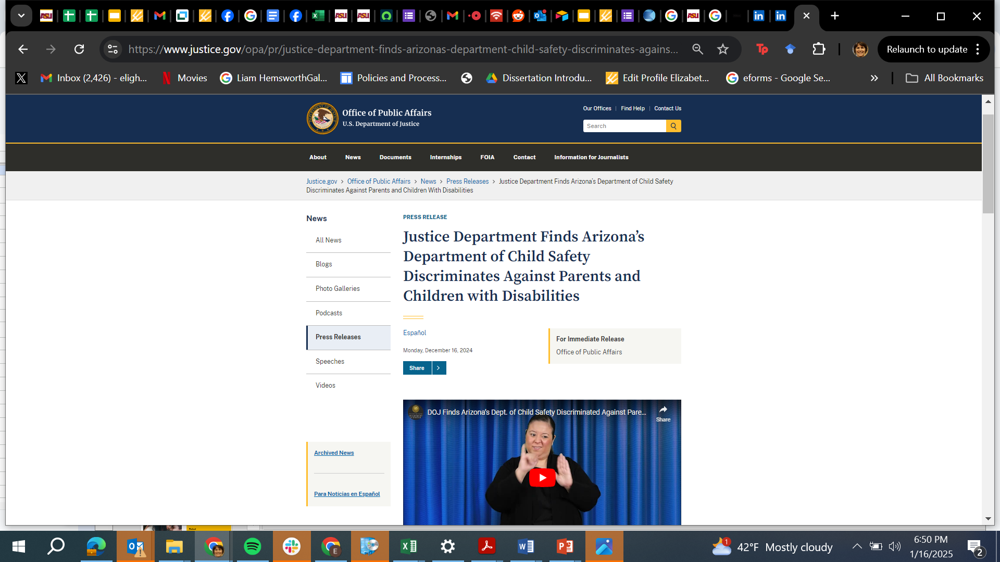 https://www.justice.gov/opa/pr/justice-department-finds-arizonas-department-child-safety-discriminates-agains...
Relaunch to update
Inbox (2,426) - eligh...
Movies
Liam HemsworthGal...
Policies and Process...
Dissertation Introdu...
Edit Profile Elizabet...
eforms - Google Se...
All Bookmarks
Office of Public Affairs
U.S. Department of Justice
Our Offices | Find Help | Contact Us
Search
About News Documents Internships FOIA Contact Information for Journalists
Justice.gov > Office of Public Affairs > News > Press Releases > Justice Department Finds Arizona's Department of Child Safety
Discriminates Against Parents and Children With Disabilities
News
All News
Blogs
Photo Galleries
Podcasts
Press Releases
Speeches
Videos
Archived News
Para Noticias en Español
PRESS RELEASE
Justice Department Finds Arizona’s
Department of Child Safety
Discriminates Against Parents and
Children with Disabilities
Español
Monday, December 16, 2024
Share
For Immediate Release
Office of Public Affairs
DOJ Finds Arizona’s Dept. of Child Safety Discriminated Against Pare...
Share
1
42°F Mostly cloudy
6:50 PM
1/16/2025
2